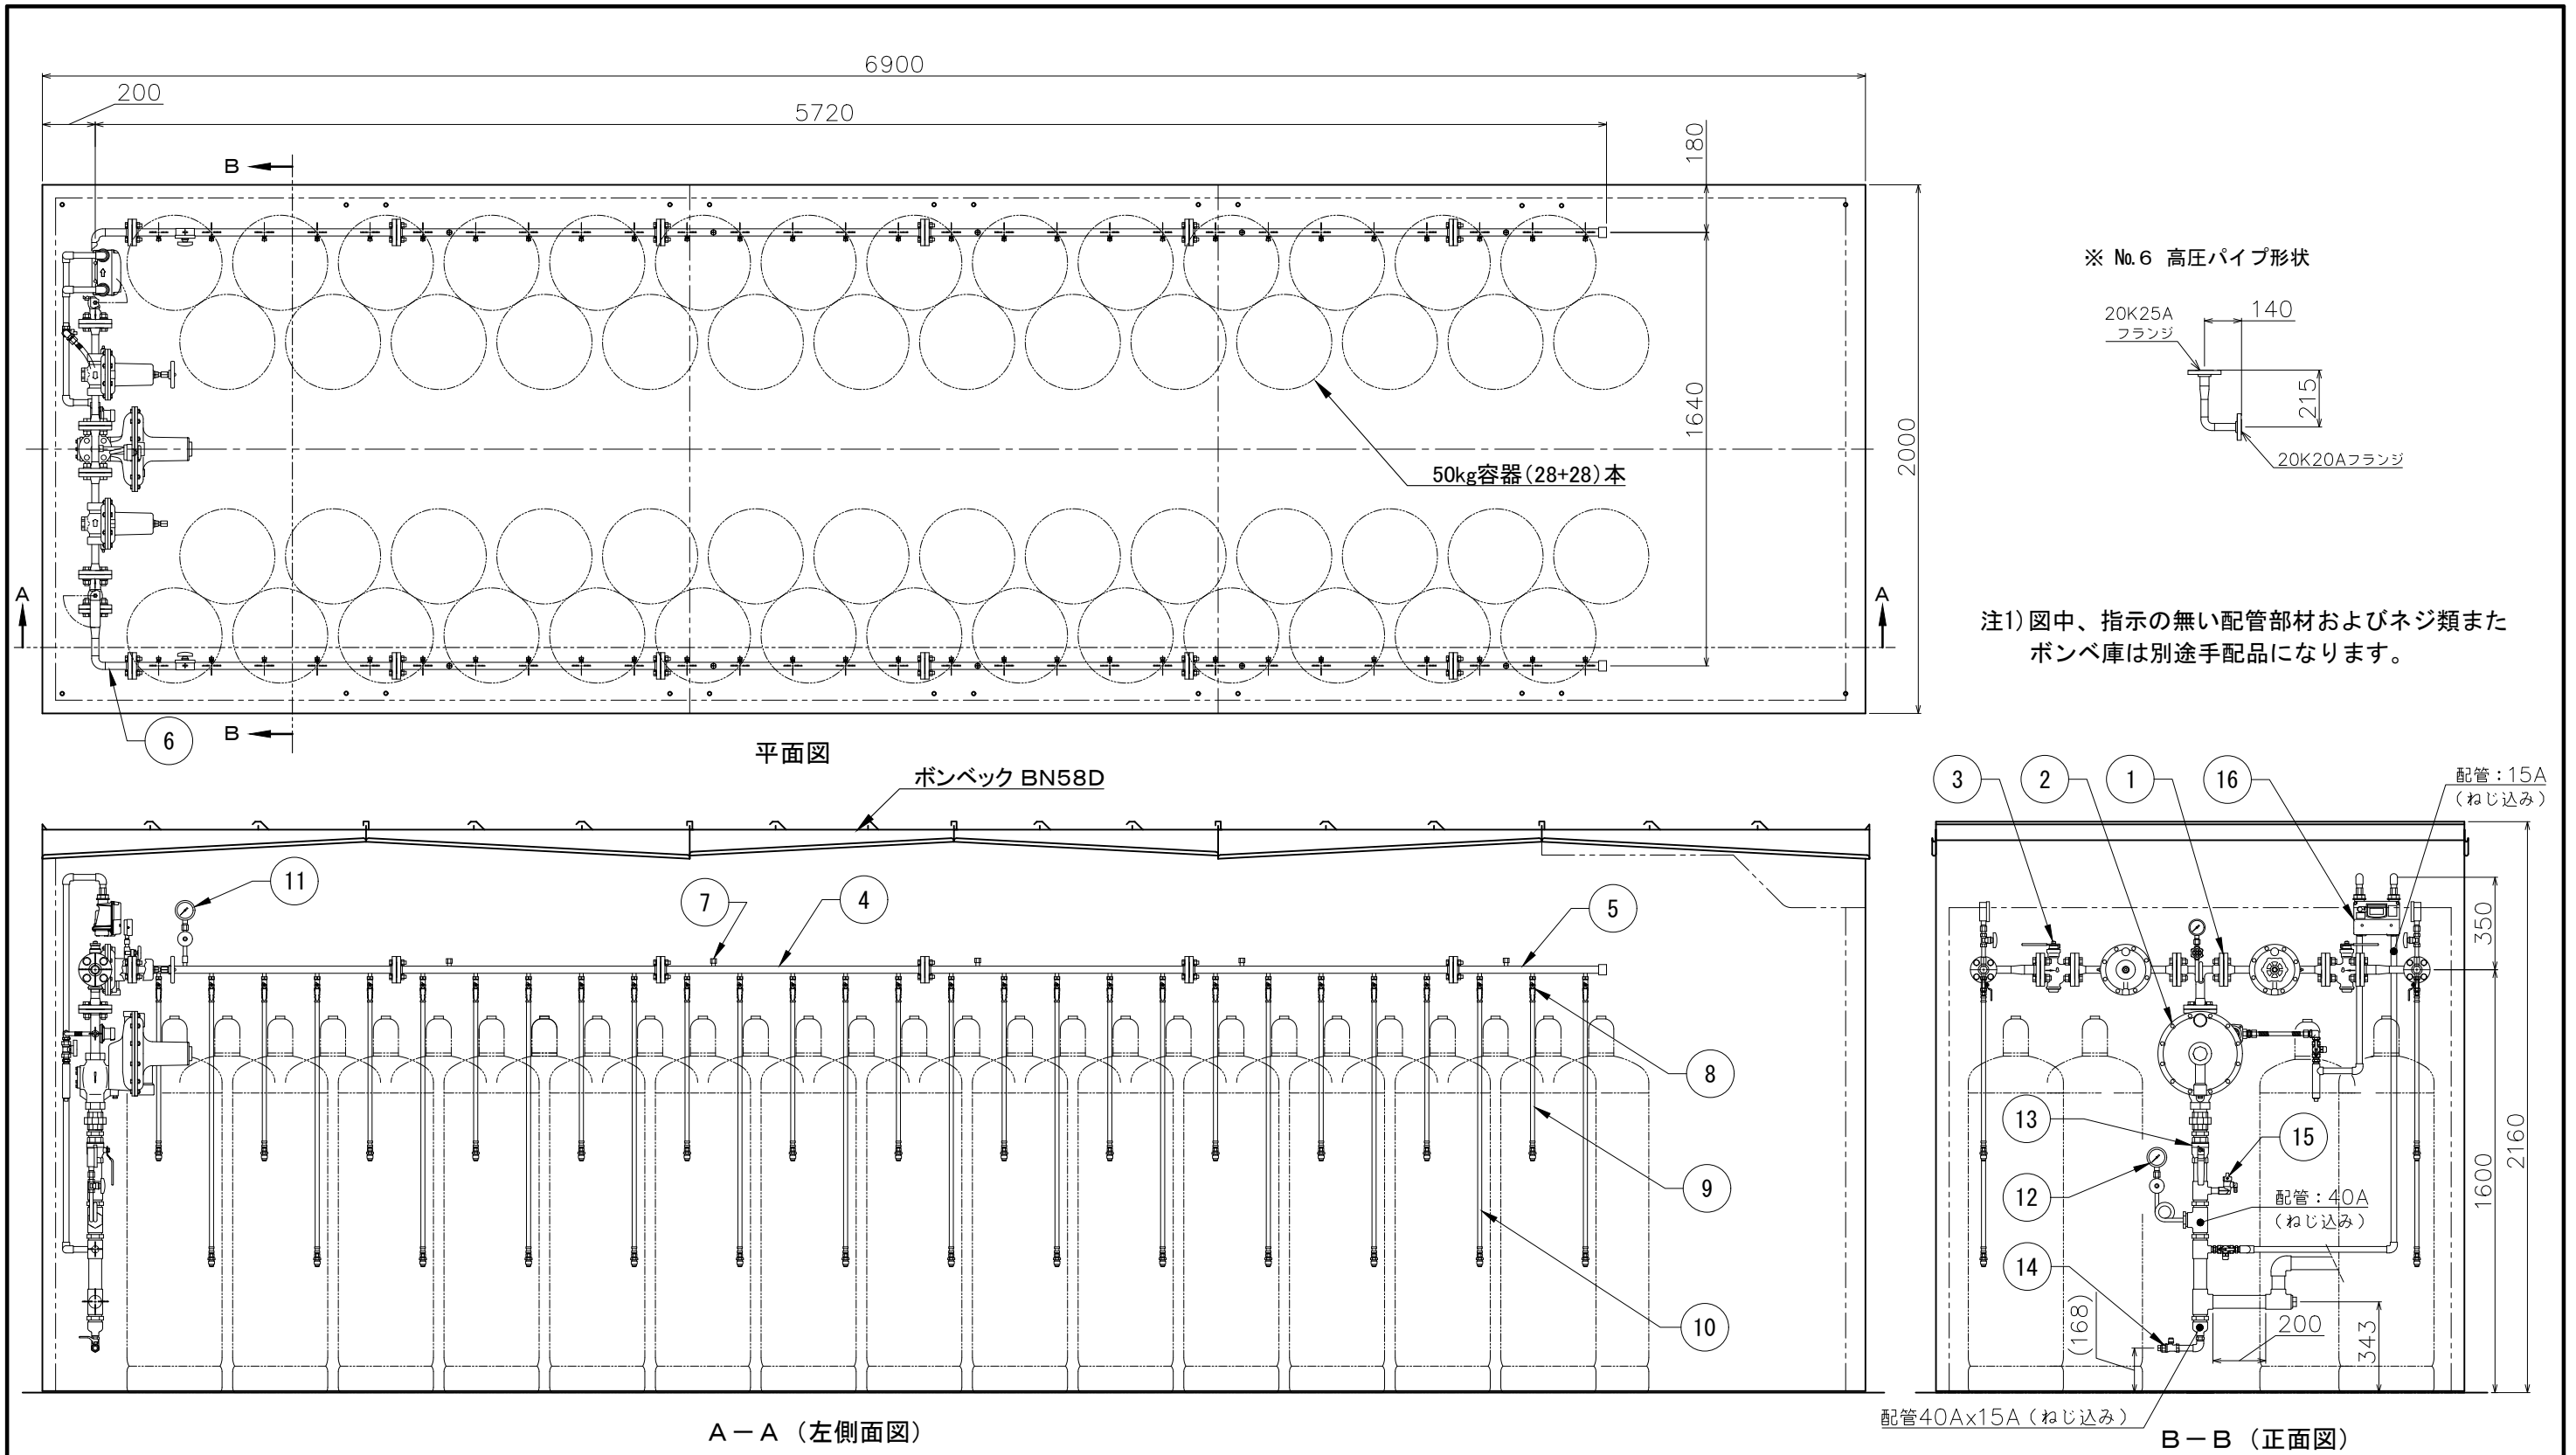 6900
200
5720
180
B
1640
2000
50kg容器(28+28)本
A
A
6
B
平面図
※ №6 高圧パイプ形状
20K25A
フランジ
140
215
20K20Aフランジ
注1)図中、指示の無い配管部材およびネジ類また
ボンベ庫は別途手配品になります。
ボンベック BN58D
11
7
4
5
8
9
10
A-A (左側面図)
3
2
1
16
配管:15A
(ねじ込み)
350
13
15
12
配管:40A
(ねじ込み)
14
(168)
200
343
1600
2160
配管40Ax15A(ねじ込み)
B-B (正面図)